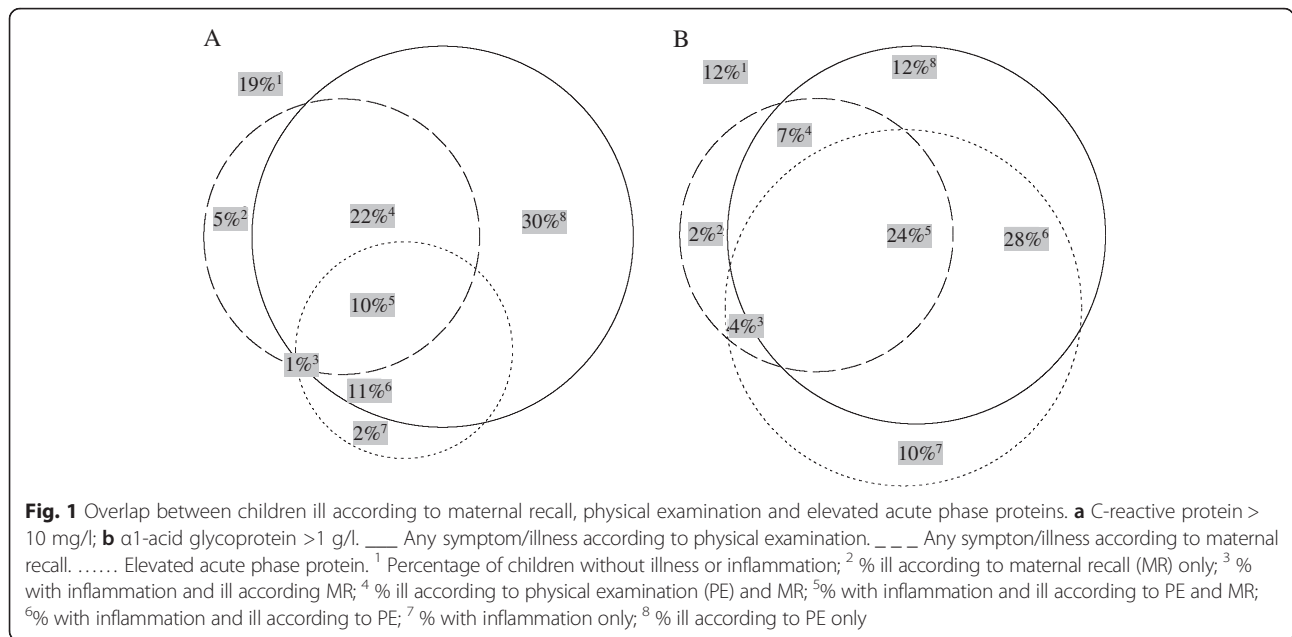 A
B
19%¹
12%¹
12%⁸
7%⁴
5%²
22%⁴
30%⁸
2%²
24%⁵
28%⁶
10%⁵
4%³
1%³
11%⁶
2%⁷
10%⁷
Fig. 1 Overlap between children ill according to maternal recall, physical examination and elevated acute phase proteins. a C-reactive protein >
10 mg/l; b α1-acid glycoprotein >1 g/l. ___ Any symptom/illness according to physical examination. _ _ _ Any sympton/illness according to maternal
recall. …... Elevated acute phase protein. ¹ Percentage of children without illness or inflammation; ² % ill according to maternal recall (MR) only; ³ %
with inflammation and ill according MR; ⁴ % ill according to physical examination (PE) and MR; ⁵% with inflammation and ill according to PE and MR;
⁶% with inflammation and ill according to PE; ⁷ % with inflammation only; ⁸ % ill according to PE only